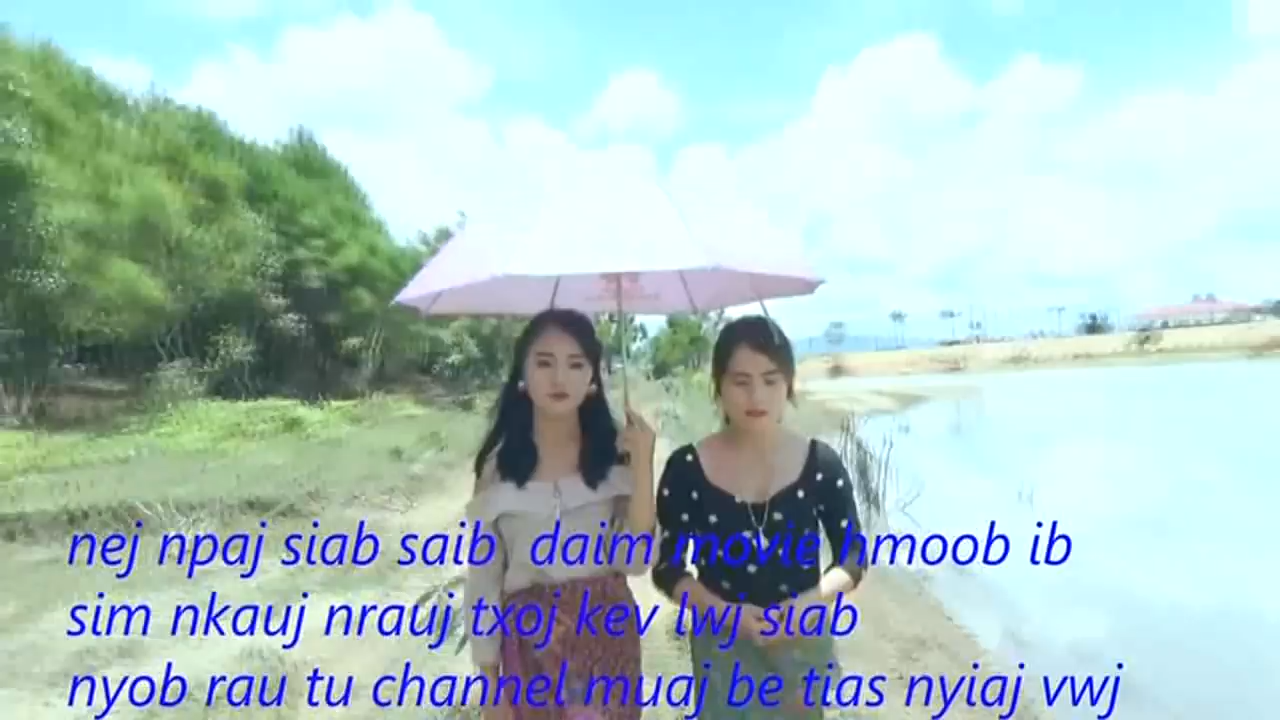 nej npaj siab saib daim movie hmoob ib
sim nkauj nrauj txoj kev lwj siab
nyob rau tu channel muaj be tias nyiaj vwj